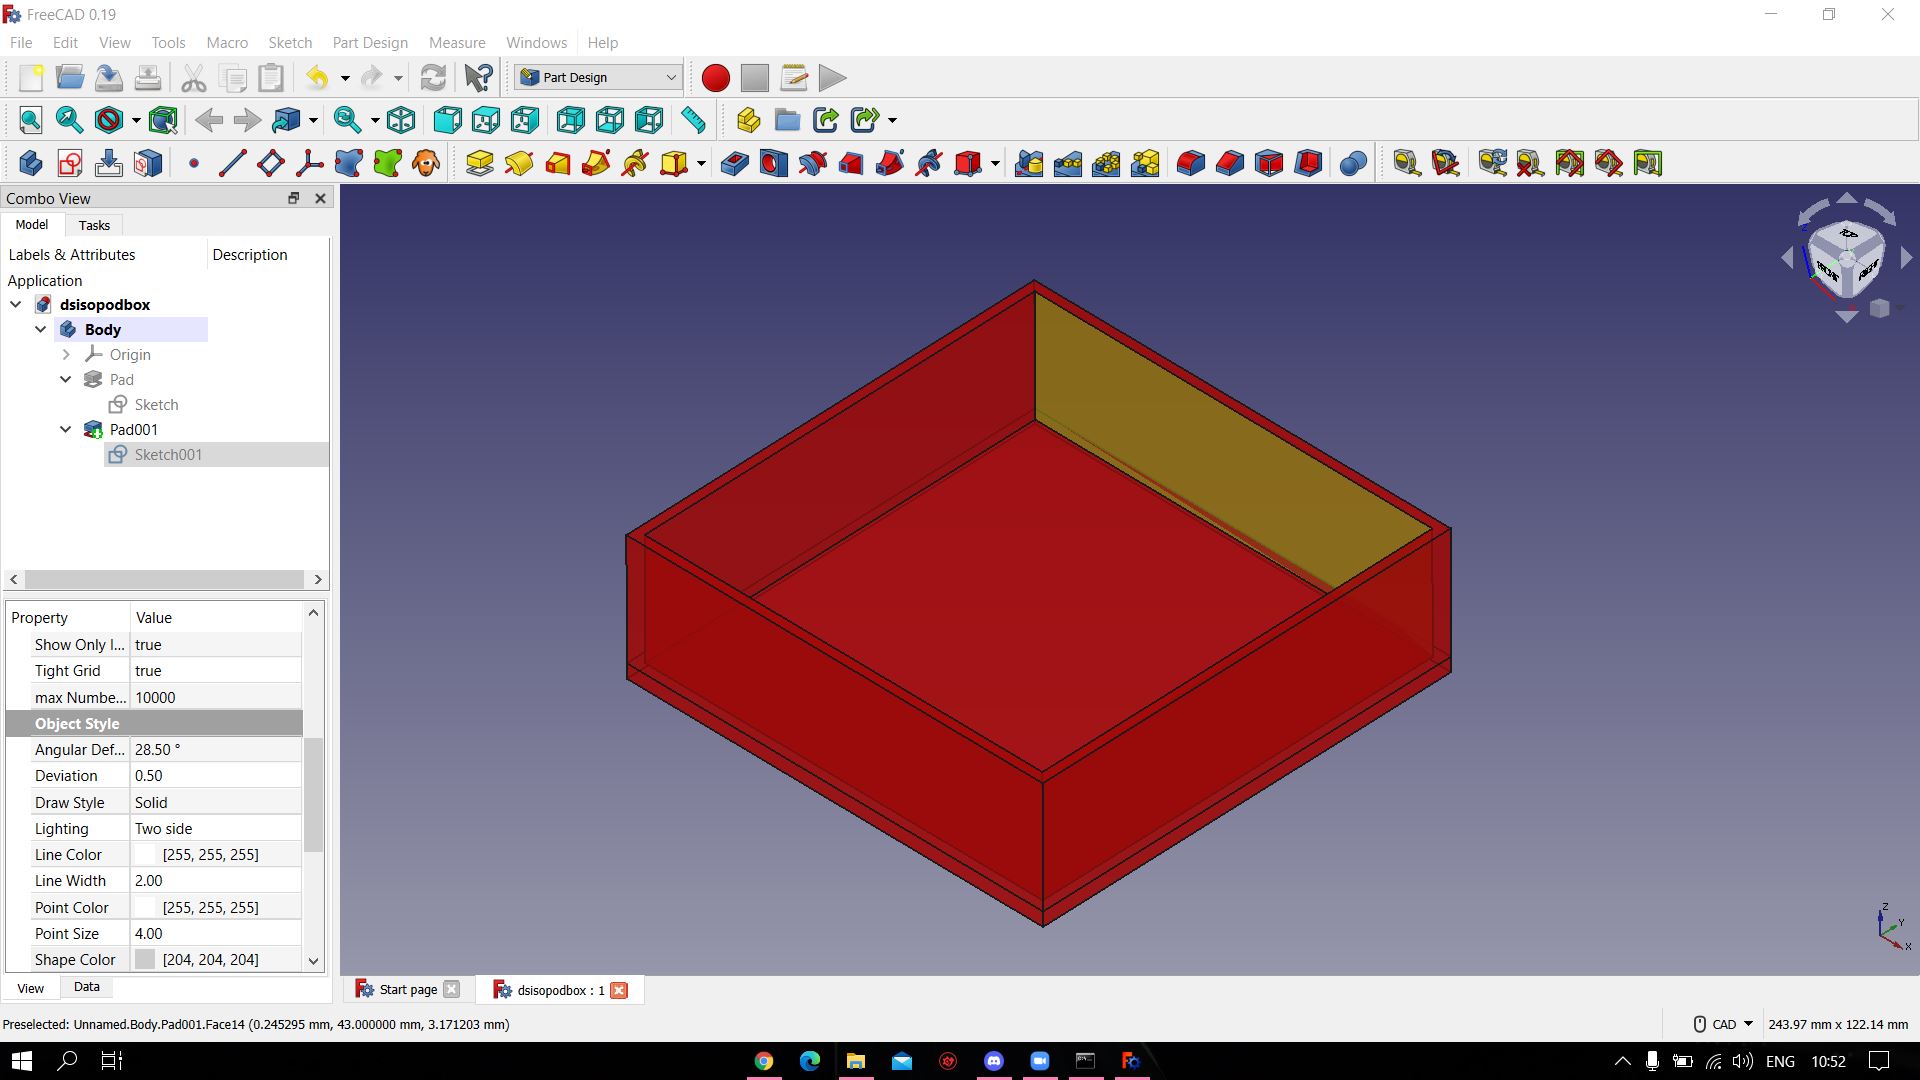 FreeCAD 0.19
File Edit View Tools Macro Sketch Part Design Measure Windows Help
Part Design
Combo View
Model Tasks
Labels & Attributes Description
Application
dsisopodbox
Body
Origin
Pad
Sketch
Pad001
Sketch001
Property Value
Show Only I... true
Tight Grid true
max Numbe... 10000
Object Style
Angular Def... 28.50 °
Deviation 0.50
Draw Style Solid
Lighting Two side
Line Color [255, 255, 255]
Line Width 2.00
Point Color [255, 255, 255]
Point Size 4.00
Shape Color [204, 204, 204]
View Data
TOP
Z
Y
X
Start page dsisopodbox : 1
Preselected: Unnamed.Body.Pad001.Face14 (0.245295 mm, 43.000000 mm, 3.171203 mm)
CAD 243.97 mm x 122.14 mm
ENG 10:52